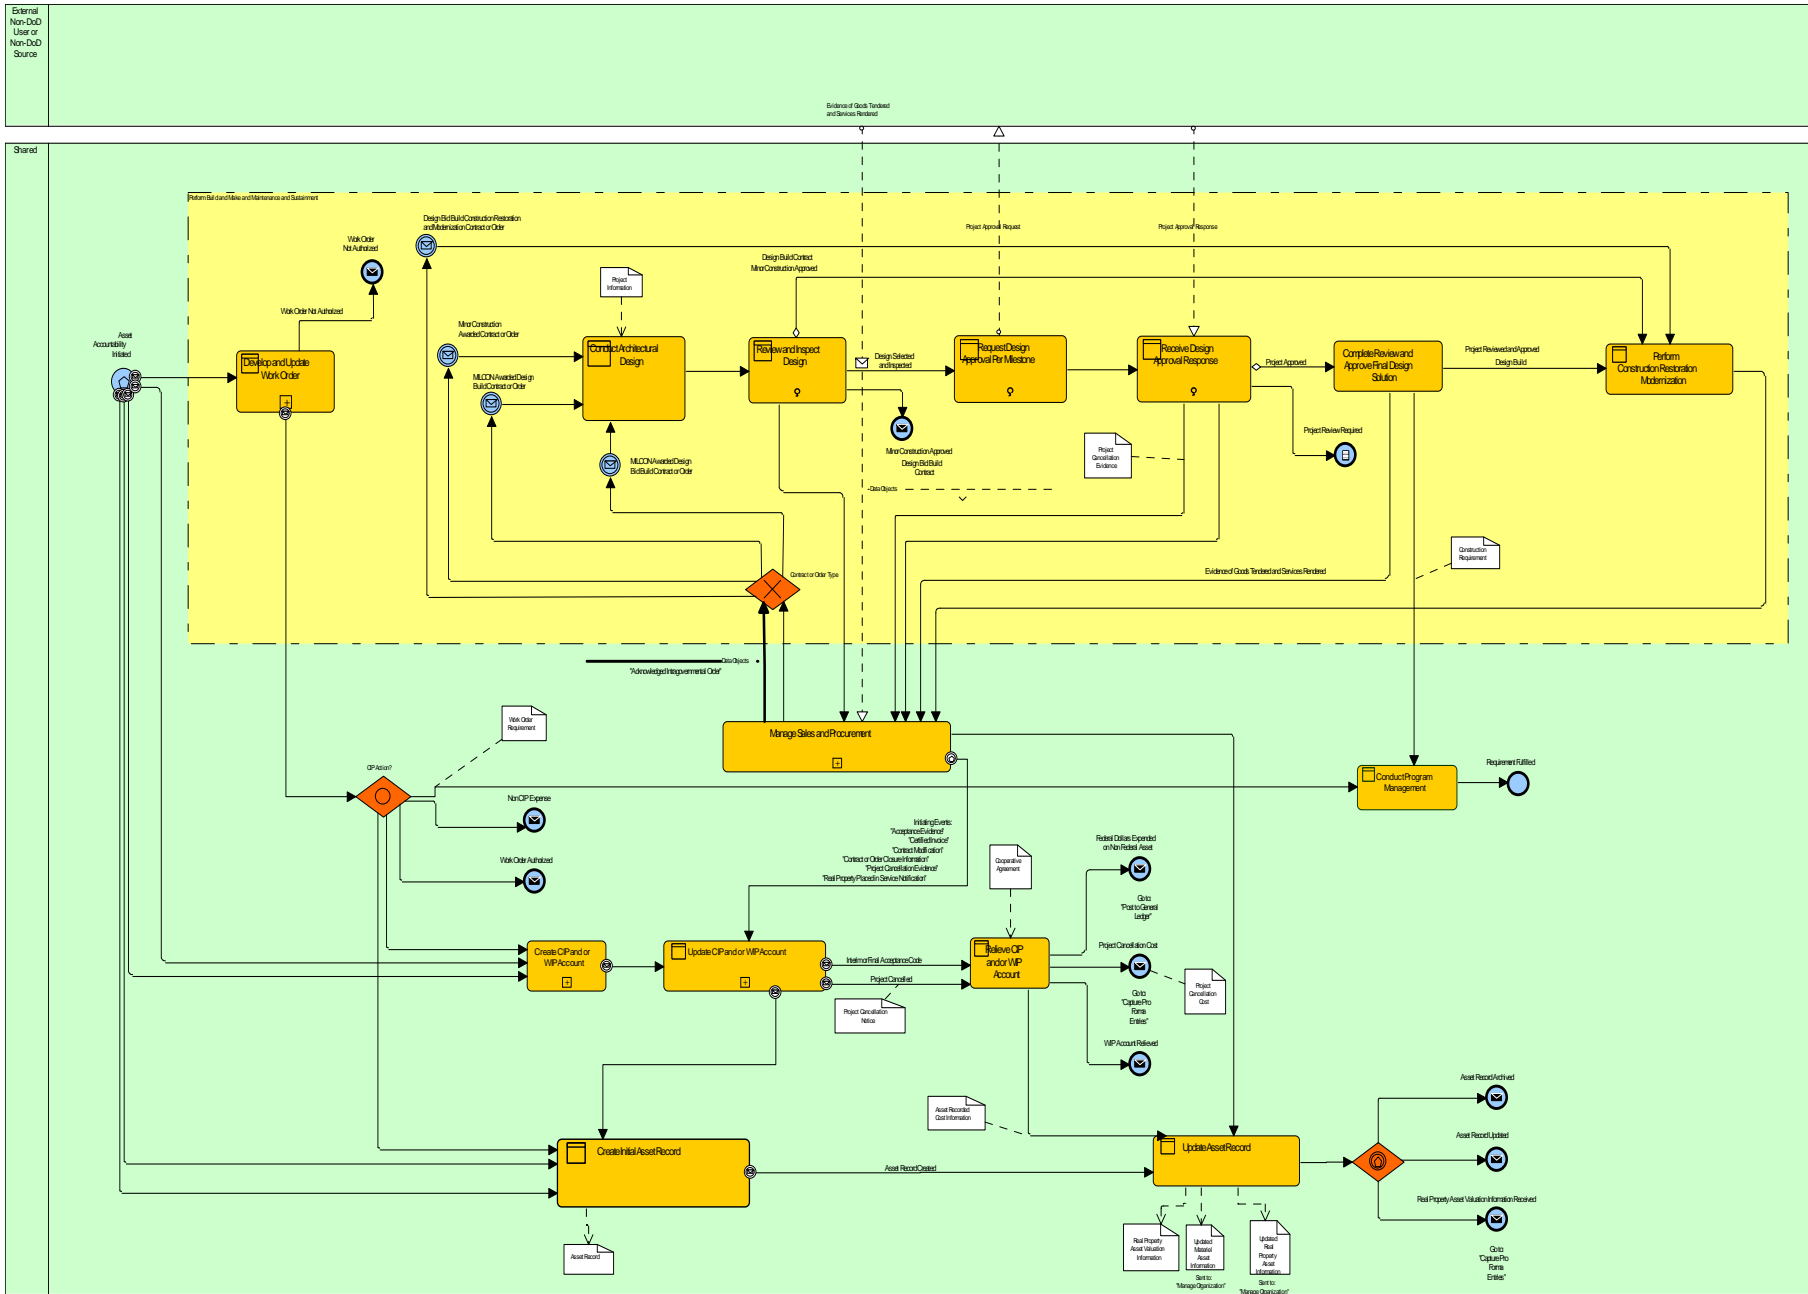 External
Non-DoD
User or
Non-DoD
Source
Evidence of Goods Tendered
and Services Rendered
Shared
Perform Build and Make and Maintenance and Sustainment
Design Bid Build Construction Restoration
and Modernization Contract or Order
Work Order
Not Authorized
Project Approval Request
Project Approval Response
Design Build Contract
Minor Construction Approved
Project
Information
Work Order Not Authorized
Asset
Accountability
Initiated
Minor Construction
Awarded Contract or Order
Develop and Update
Work Order
Conduct Architectural
Design
Review and Inspect
Design
Design Selected
and Inspected
Request Design
Approval Per Milestone
Receive Design
Approval Response
Project Approved
Complete Review and
Approve Final Design
Solution
Project Reviewed and Approved
Design Build
Perform
Construction Restoration
Modernization
MILCON Awarded Design
Build Contract or Order
Project Review Required
Minor Construction Approved
Design Bid Build
Contract
MILCON Awarded Design
Bid Build Contract or Order
Project
Cancellation
Evidence
Data Objects
Construction
Requirement
Contract or Order Type
Evidence of Goods Tendered and Services Rendered
Data Objects
"Acknowledged Intragovernmental Order"
Work Order
Requirement
Manage Sales and Procurement
CIP Action?
Requirement Fulfilled
Conduct Program
Management
Non CIP Expense
Initiating Events:
"Acceptance Evidence"
"Certified Invoice"
"Contract Modification"
"Contract or Order Closure Information"
"Project Cancellation Evidence"
"Real Property Placed in Service Notification"
Work Order Authorized
Cooperative
Agreement
Federal Dollars Expended
on Non Federal Asset
Go to:
"Post to General
Ledger"
Create CIP and or
WIP Account
Update CIP and or WIP Account
Interim or Final Acceptance Code
Project Cancelled
Relieve CIP
and or WIP
Account
Project Cancellation Cost
Project
Cancellation
Cost
Go to:
"Capture Pro
Forma
Entries"
Project Cancellation
Notice
WIP Account Relieved
Asset Record Archived
Asset Recorded
Cost Information
Asset Record Updated
Create Initial Asset Record
Asset Record Created
Update Asset Record
Real Property Asset Valuation Information Received
Go to:
"Capture Pro
Forma
Entries"
Asset Record
Real Property
Asset Valuation
Information
Updated
Materiel
Asset
Information
Updated
Real
Property
Asset
Information
Sent to:
"Manage Organization"
Sent to:
"Manage Organization"